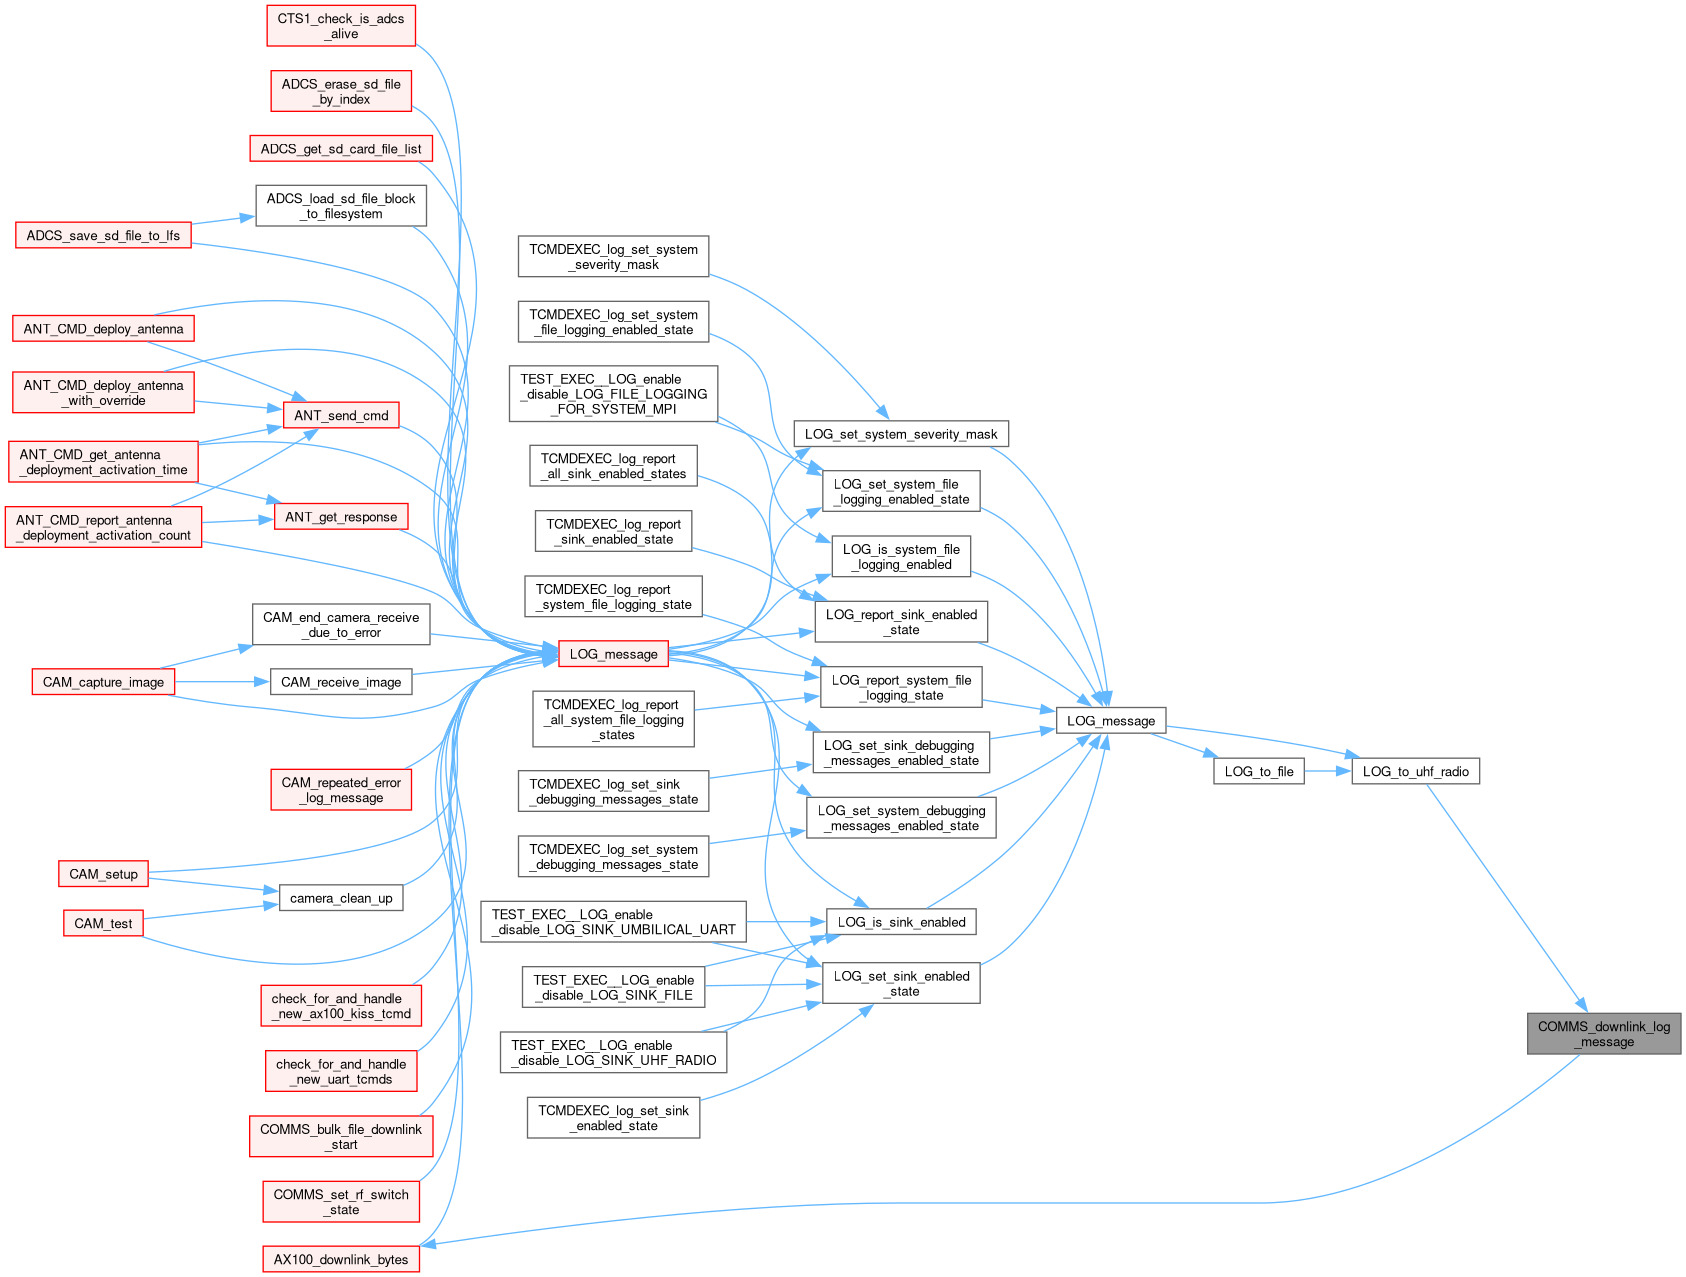 CTS1_check_is_adcs
_alive
ADCS_erase_sd_file
_by_index
ADCS_get_sd_card_file_list
ADCS_load_sd_file_block
_to_filesystem
ADCS_save_sd_file_to_lfs
ANT_CMD_deploy_antenna
ANT_CMD_deploy_antenna
_with_override
ANT_send_cmd
ANT_CMD_get_antenna
_deployment_activation_time
ANT_CMD_report_antenna
_deployment_activation_count
ANT_get_response
CAM_end_camera_receive
_due_to_error
CAM_capture_image
CAM_receive_image
CAM_repeated_error
_log_message
CAM_setup
camera_clean_up
CAM_test
check_for_and_handle
_new_ax100_kiss_tcmd
check_for_and_handle
_new_uart_tcmds
COMMS_bulk_file_downlink
_start
COMMS_set_rf_switch
_state
AX100_downlink_bytes
TCMDEXEC_log_set_system
_severity_mask
TCMDEXEC_log_set_system
_file_logging_enabled_state
TEST_EXEC__LOG_enable
_disable_LOG_FILE_LOGGING
_FOR_SYSTEM_MPI
TCMDEXEC_log_report
_all_sink_enabled_states
TCMDEXEC_log_report
_sink_enabled_state
TCMDEXEC_log_report
_system_file_logging_state
LOG_message
TCMDEXEC_log_report
_all_system_file_logging
_states
TCMDEXEC_log_set_sink
_debugging_messages_state
TCMDEXEC_log_set_system
_debugging_messages_state
TEST_EXEC__LOG_enable
_disable_LOG_SINK_UMBILICAL_UART
TEST_EXEC__LOG_enable
_disable_LOG_SINK_FILE
TEST_EXEC__LOG_enable
_disable_LOG_SINK_UHF_RADIO
TCMDEXEC_log_set_sink
_enabled_state
LOG_set_system_severity_mask
LOG_set_system_file
_logging_enabled_state
LOG_is_system_file
_logging_enabled
LOG_report_sink_enabled
_state
LOG_report_system_file
_logging_state
LOG_set_sink_debugging
_messages_enabled_state
LOG_set_system_debugging
_messages_enabled_state
LOG_is_sink_enabled
LOG_set_sink_enabled
_state
LOG_message
LOG_to_file
LOG_to_uhf_radio
COMMS_downlink_log
_message